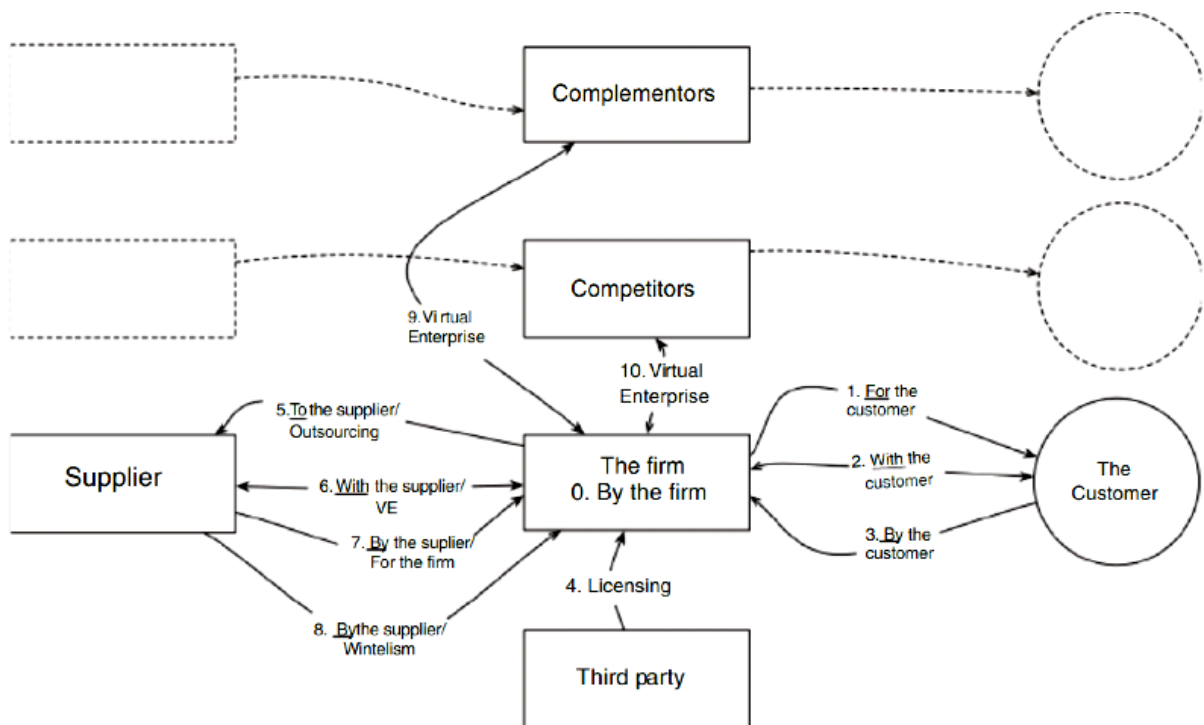 Complementors
Competitors
9.Virtual
Enterprise
10. Virtual
Enterprise
1. For the
customer
5.To the supplier/
Outsourcing
Supplier
The firm
0. By the firm
2. With the
customer
The
Customer
6. With the supplier/
VE
7. By the suplier/
For the firm
3. By the
customer
4. Licensing
8. Bythe supplier/
Wintelism
Third party